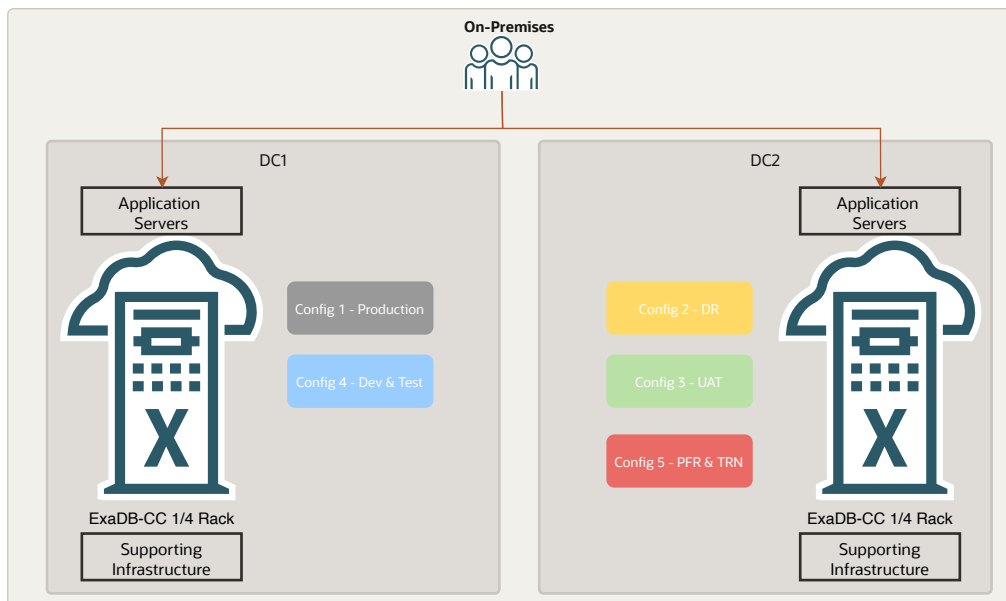 On-Premises
DC1
Application
Servers
Config 1 - Production
Config 4 - Dev & Test
X
ExaDB-CC 1/4 Rack
Supporting
Infrastructure
DC2
Application
Servers
Config 2 - DR
Config 3 - UAT
Config 5 - PFR & TRN
X
ExaDB-CC 1/4 Rack
Supporting
Infrastructure